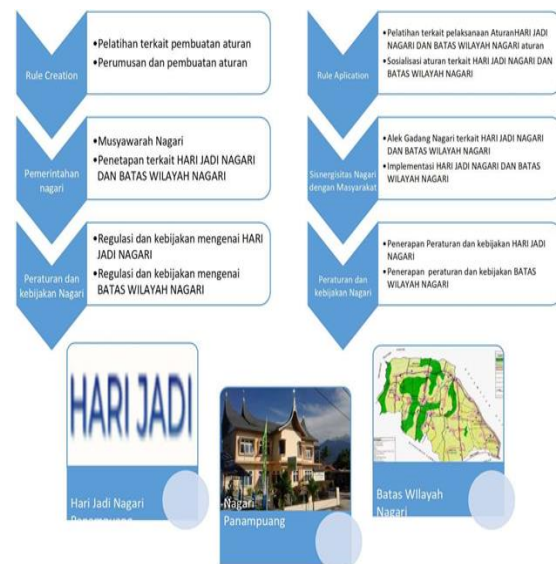 Rule Creation
•Pelatihan terkait pembuatan aturan
•Perumusan dan pembuatan aturan
Pemerintahan
nagari
•Musyawarah Nagari
•Penetapan terkait HARI JADI NAGARI
DAN BATAS WILAYAH NAGARI
Peraturan dan
kebijakan Nagari
•Regulasi dan kebijakan mengenai HARI
JADI NAGARI
•Regulasi dan kebijakan mengenai
BATAS WILAYAH NAGARI
Rule Aplication
•Pelatihan terkait pelaksanaan AturanHARI JADI
NAGARI DAN BATAS WILAYAH NAGARI aturan
•Sosialisasi aturan terkait HARI JADI NAGARI DAN
BATAS WILAYAH NAGARI
Sisnergisitas Nagari
dengan Masyarakat
•Alek Gadang Nagari terkait HARI JADI NAGARI
DAN BATAS WILAYAH NAGARI
•Implementasi HARI JADI NAGARI DAN BATAS
WILAYAH NAGARI
Peraturan dan
kebijakan Nagari
•Penerapan Peraturan dan kebijakan HARI JADI
NAGARI
•Penerapan peraturan dan kebijakan BATAS
WILAYAH NAGARI
HARI JADI
Hari Jadi Nagari
Panampuang
Nagari
Panampuang
Batas WIlayah
Nagari